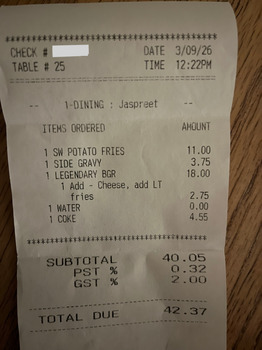 ************************************
CHECK # DATE 3/09/26
TABLE # 25 TIME 12:22PM
************************************
-- 1-DINING : Jaspreet --
ITEMS ORDERED AMOUNT
1 SW POTATO FRIES 11.00
1 SIDE GRAVY 3.75
1 LEGENDARY BGR 18.00
1 Add - Cheese, add LT
fries 2.75
1 WATER 0.00
1 COKE 4.55
************************************
SUBTOTAL 40.05
PST % 0.32
GST % 2.00
TOTAL DUE 42.37